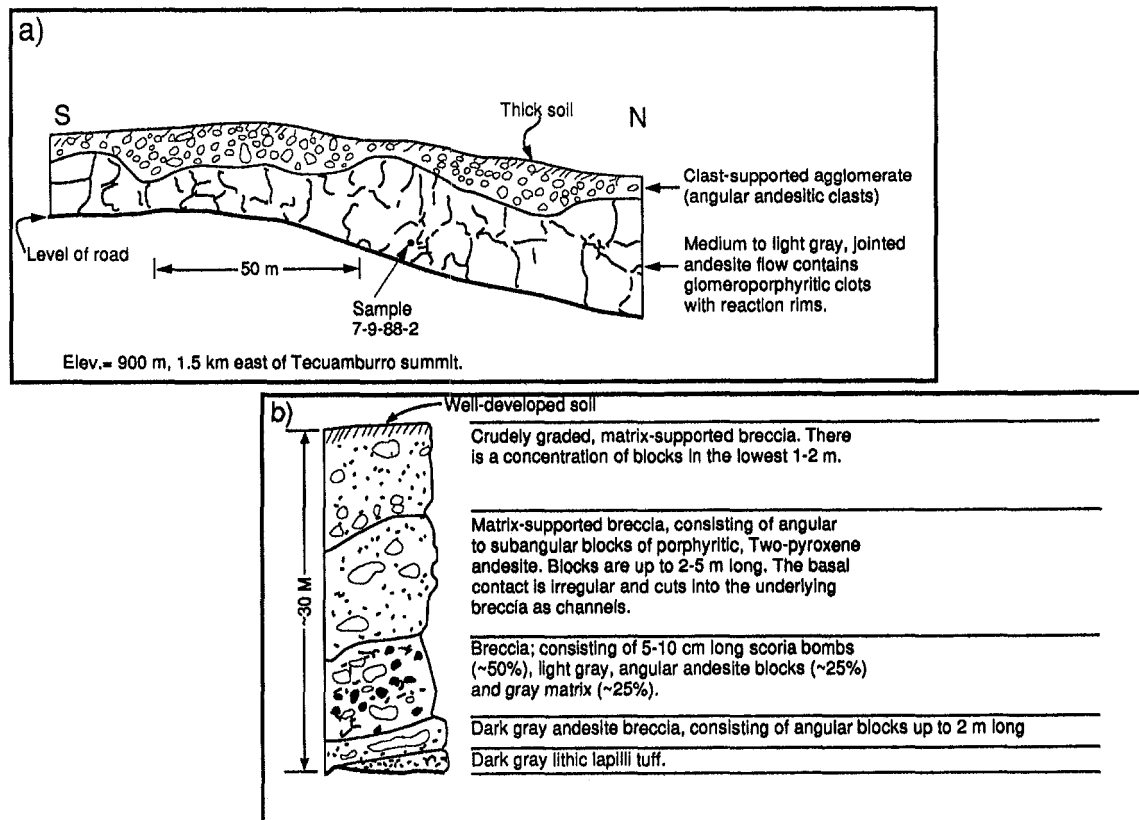 a)
S
Thick soil
N
Clast-supported agglomerate
(angular andesitic clasts)
Level of road
50 m
Medium to light gray, jointed
andesite flow contains
glomeroporphyritic clots
with reaction rims.
Sample
7-9-88-2
Elev.= 900 m, 1.5 km east of Tecuamburro summit.
b)
Well-developed soil
Crudely graded, matrix-supported breccia. There
is a concentration of blocks in the lowest 1-2 m.
Matrix-supported breccia, consisting of angular
to subangular blocks of porphyritic, Two-pyroxene
andesite. Blocks are up to 2-5 m long. The basal
contact is irregular and cuts into the underlying
breccia as channels.
~30 M
Breccia; consisting of 5-10 cm long scoria bombs
(~50%), light gray, angular andesite blocks (~25%)
and gray matrix (~25%).
Dark gray andesite breccia, consisting of angular blocks up to 2 m long
Dark gray lithic lapilli tuff.